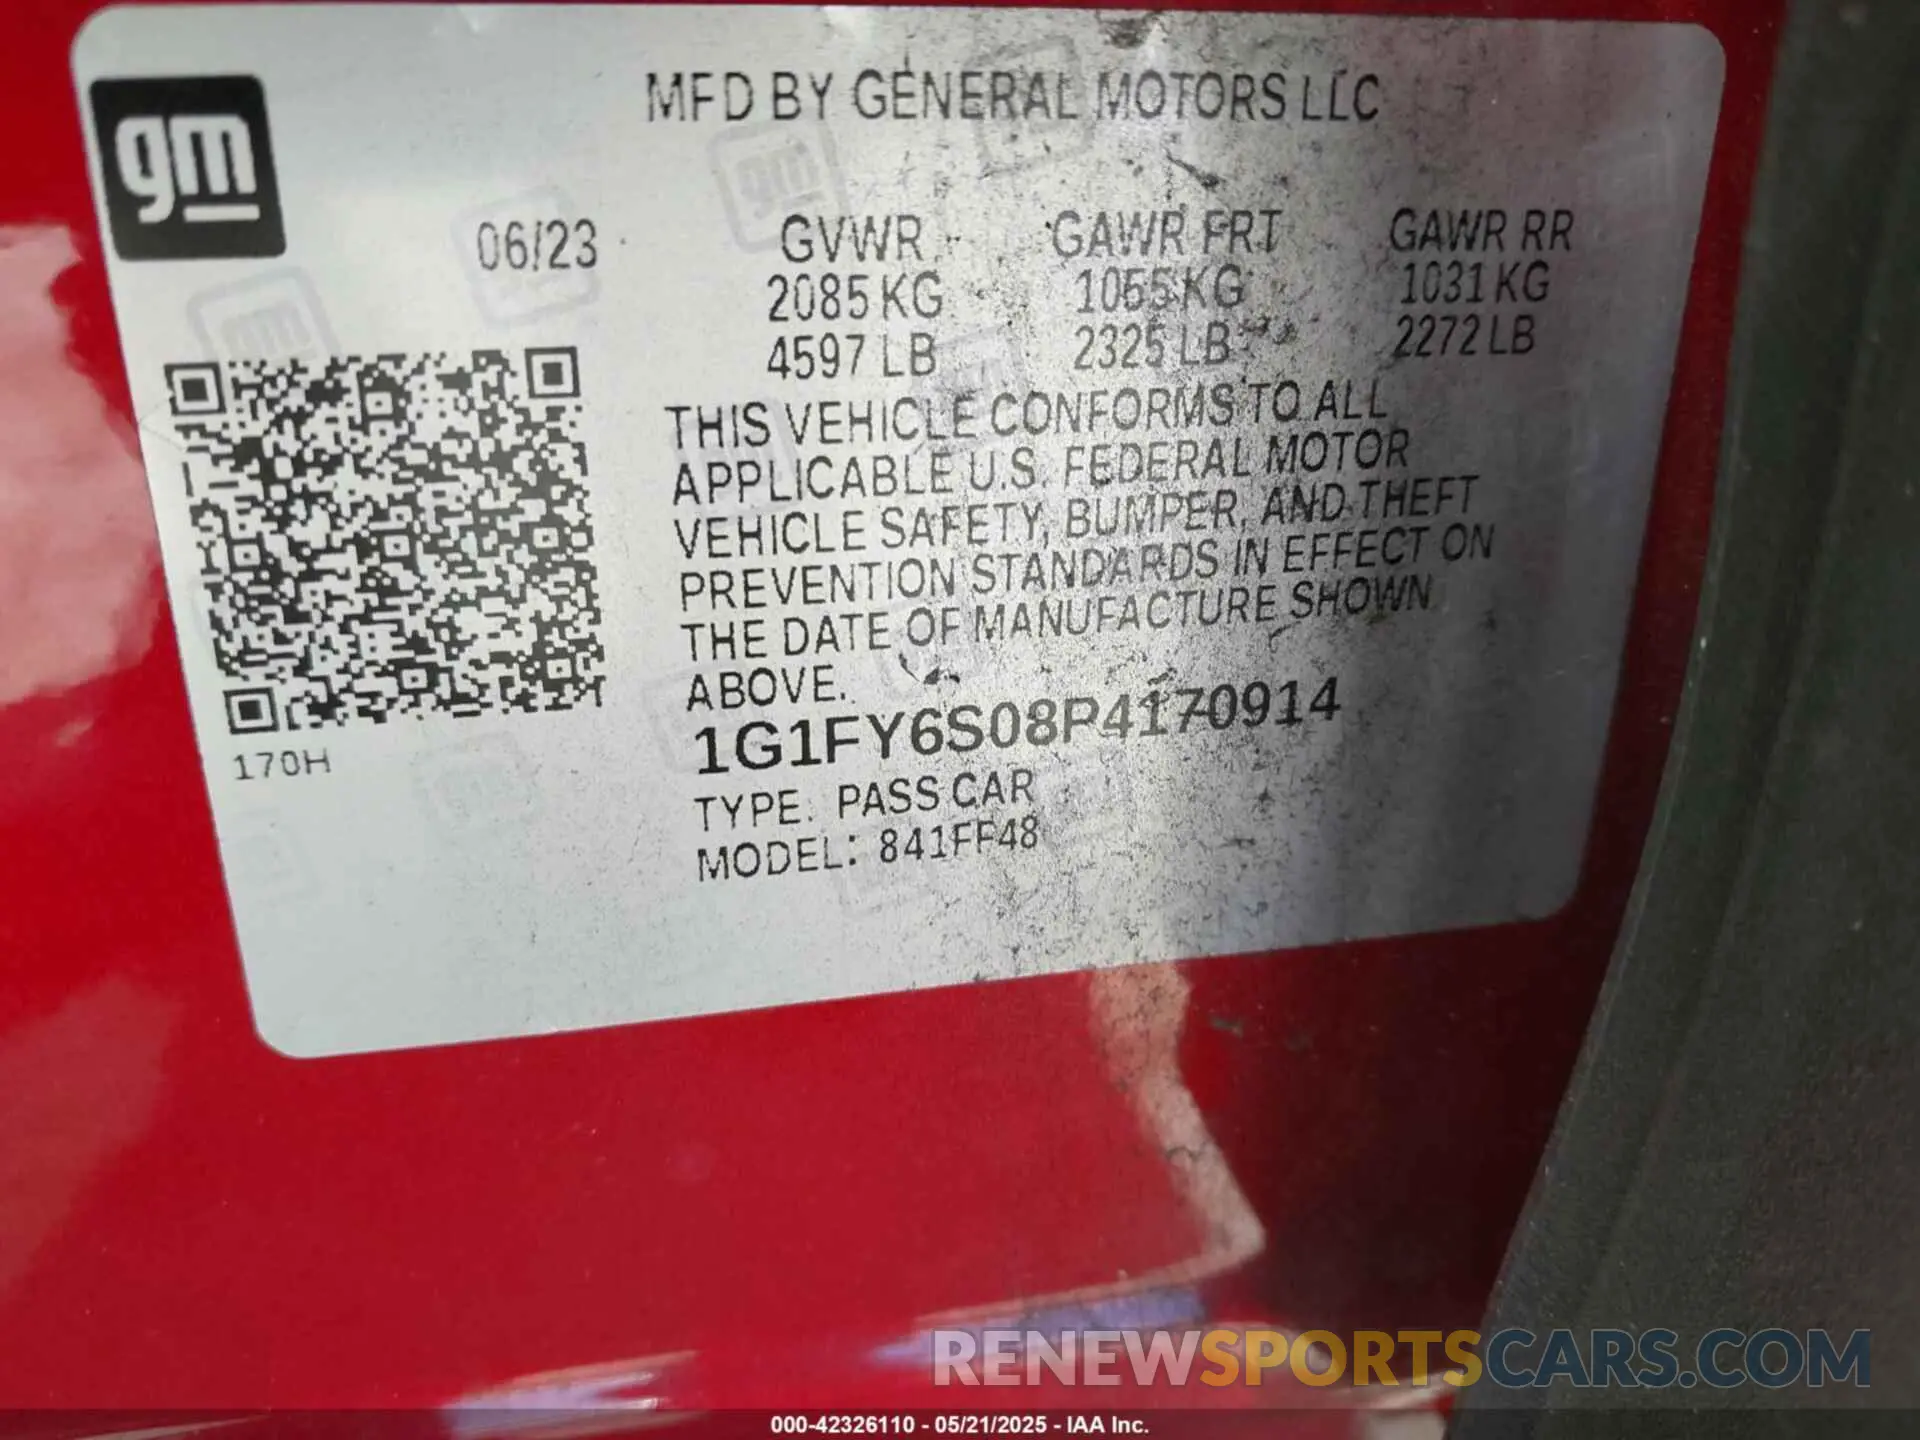 gm
MFD BY GENERAL MOTORS LLC
06/23
GVWR GAWR FRT GAWR RR
2085 KG 1055 KG 1031 KG
4597 LB 2325 LB 2272 LB
THIS VEHICLE CONFORMS TO ALL
APPLICABLE U.S. FEDERAL MOTOR
VEHICLE SAFETY, BUMPER, AND THEFT
PREVENTION STANDARDS IN EFFECT ON
THE DATE OF MANUFACTURE SHOWN
ABOVE.
1G1FY6S08P4170914
170H
TYPE: PASS CAR
MODEL: 841FF48
RENEWSPORTSCARS.COM
000-42326110 - 05/21/2025 - IAA Inc.